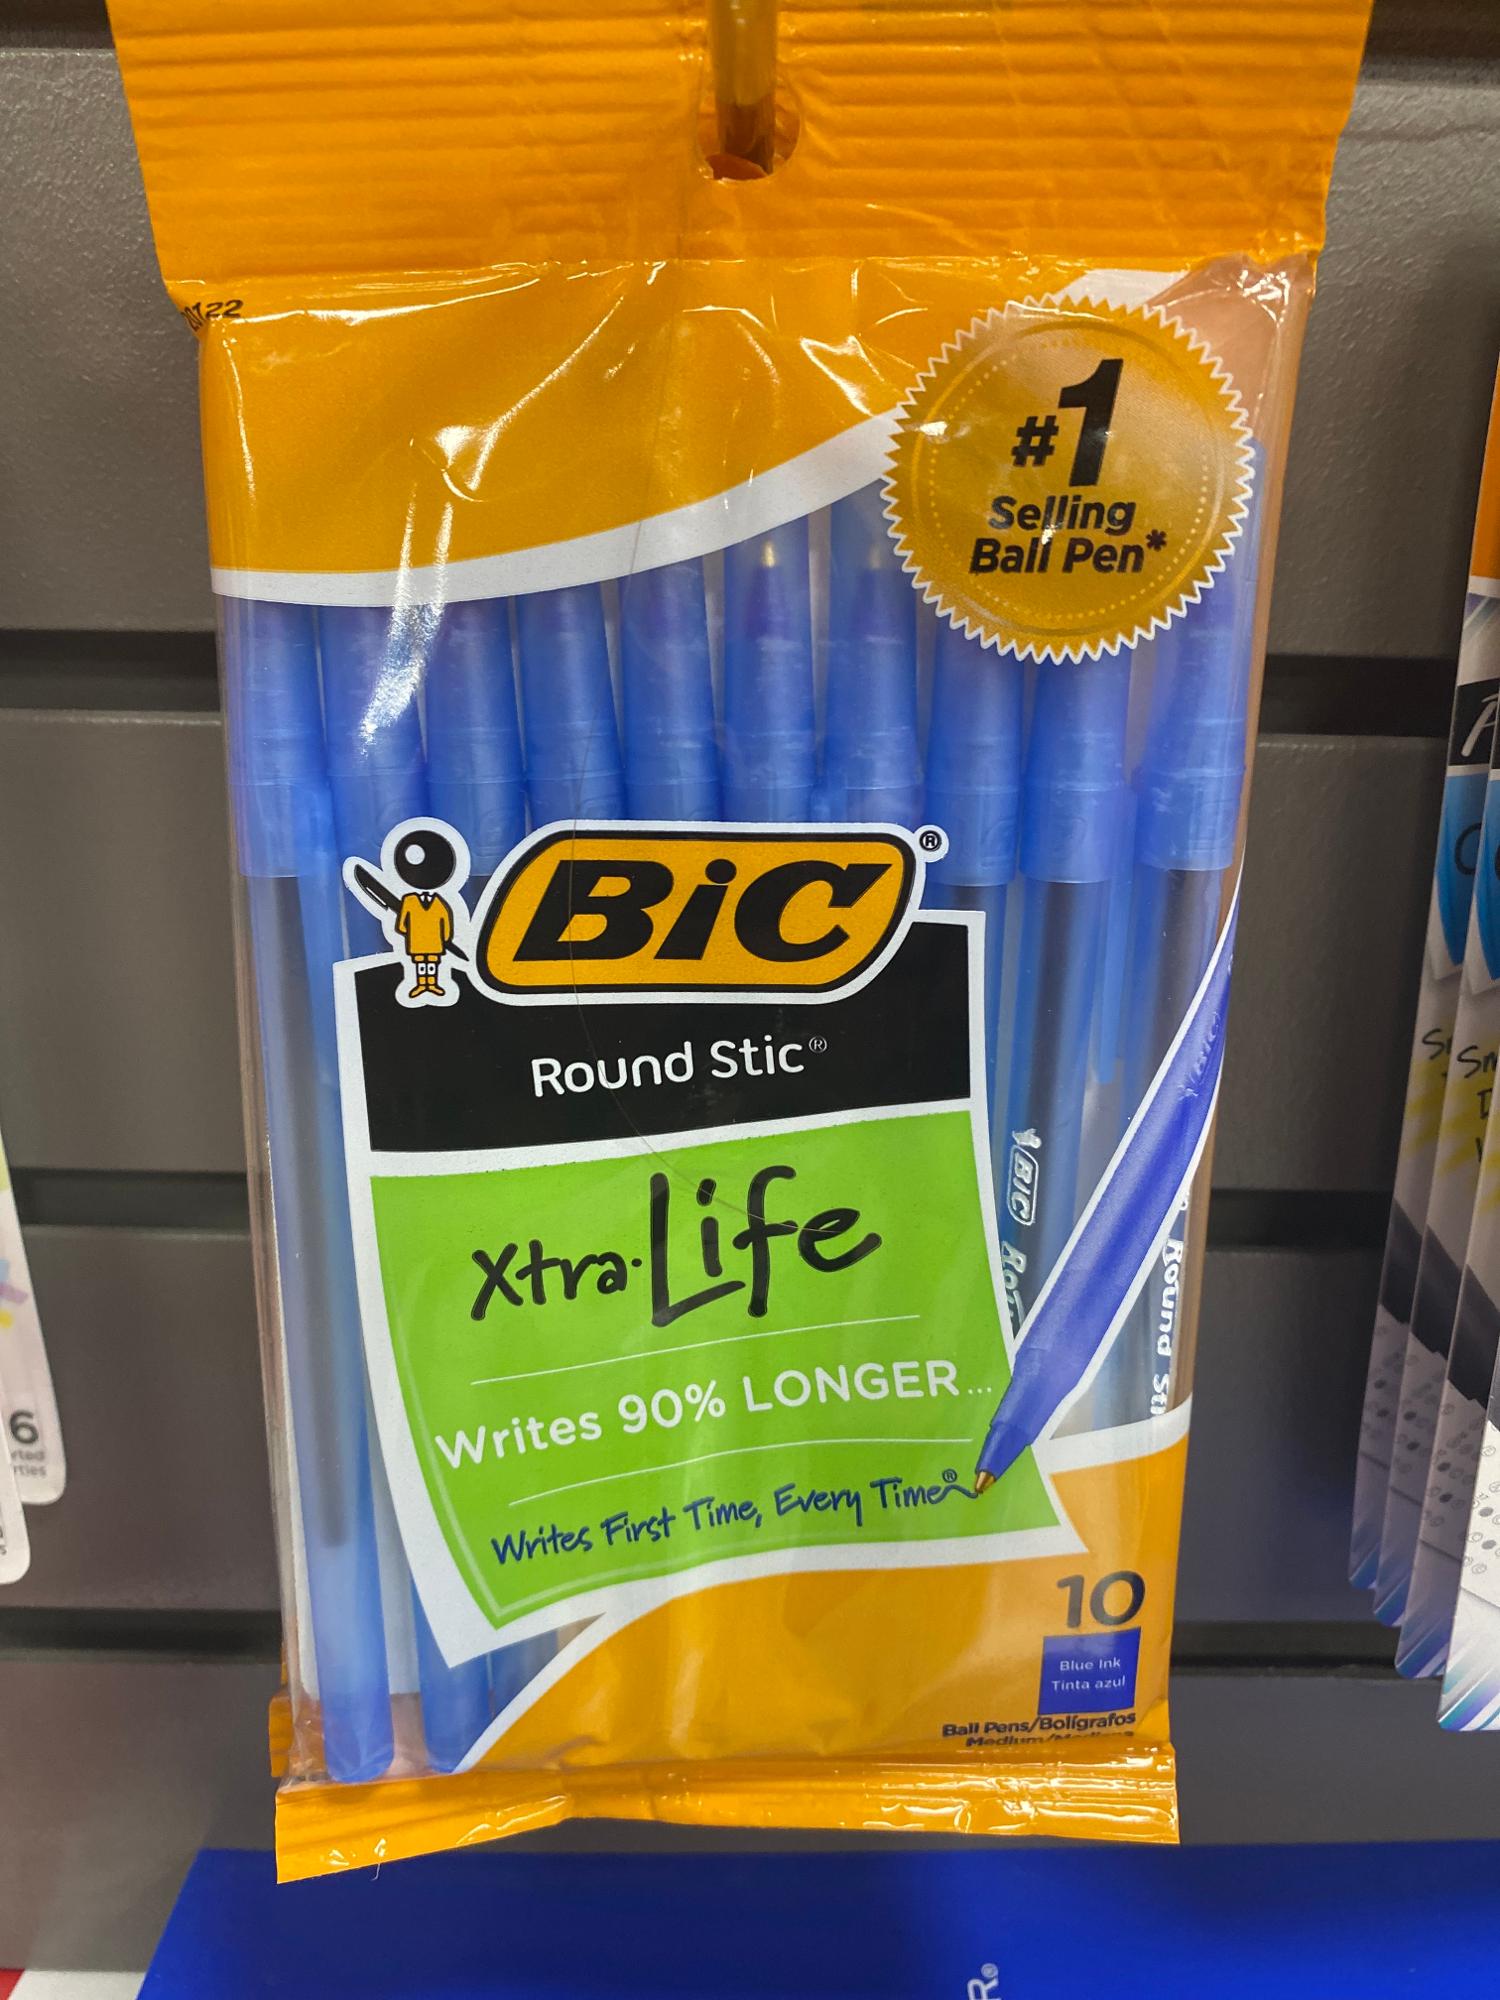 #1
Selling
Ball Pen*
BiC®
Round Stic®
Xtra·Life
Writes 90% LONGER...
Writes First Time, Every Time®
BIC
Round
10
Blue Ink
Tinta azul
Ball Pens/Bolígrafos
6